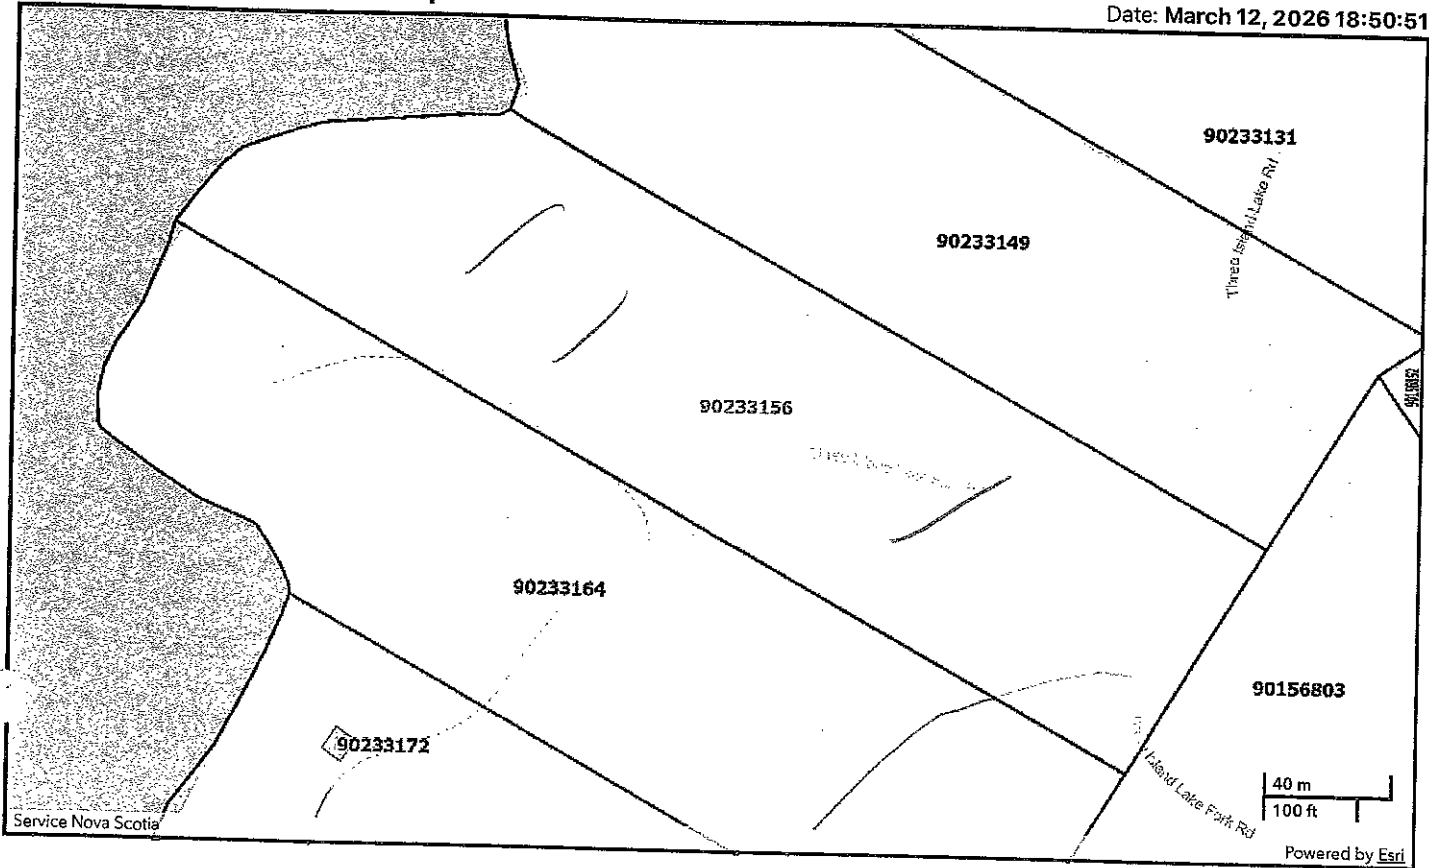 Date: March 12, 2026 18:50:51
90233131
Three Island Lake Rd
90233149
90233156
90233164
90156803
90233172
Island Lake Fork Rd
40 m
100 ft
Service Nova Scotia
Powered by Esri